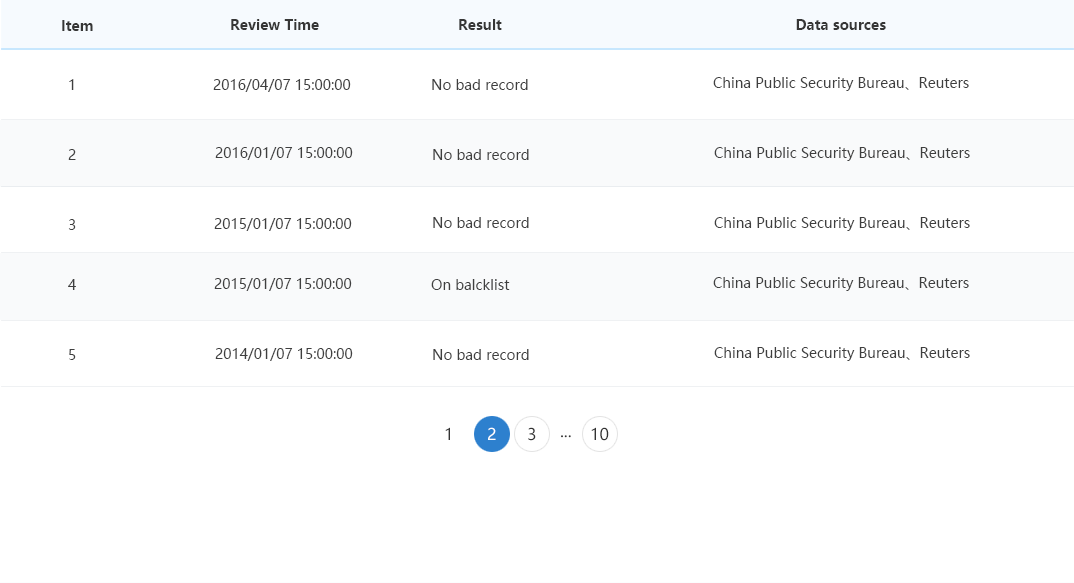 Item Review Time Result Data sources
1 2016/04/07 15:00:00 No bad record China Public Security Bureau、Reuters
2 2016/01/07 15:00:00 No bad record China Public Security Bureau、Reuters
3 2015/01/07 15:00:00 No bad record China Public Security Bureau、Reuters
4 2015/01/07 15:00:00 On balcklist China Public Security Bureau、Reuters
5 2014/01/07 15:00:00 No bad record China Public Security Bureau、Reuters
1 2 3 ... 10